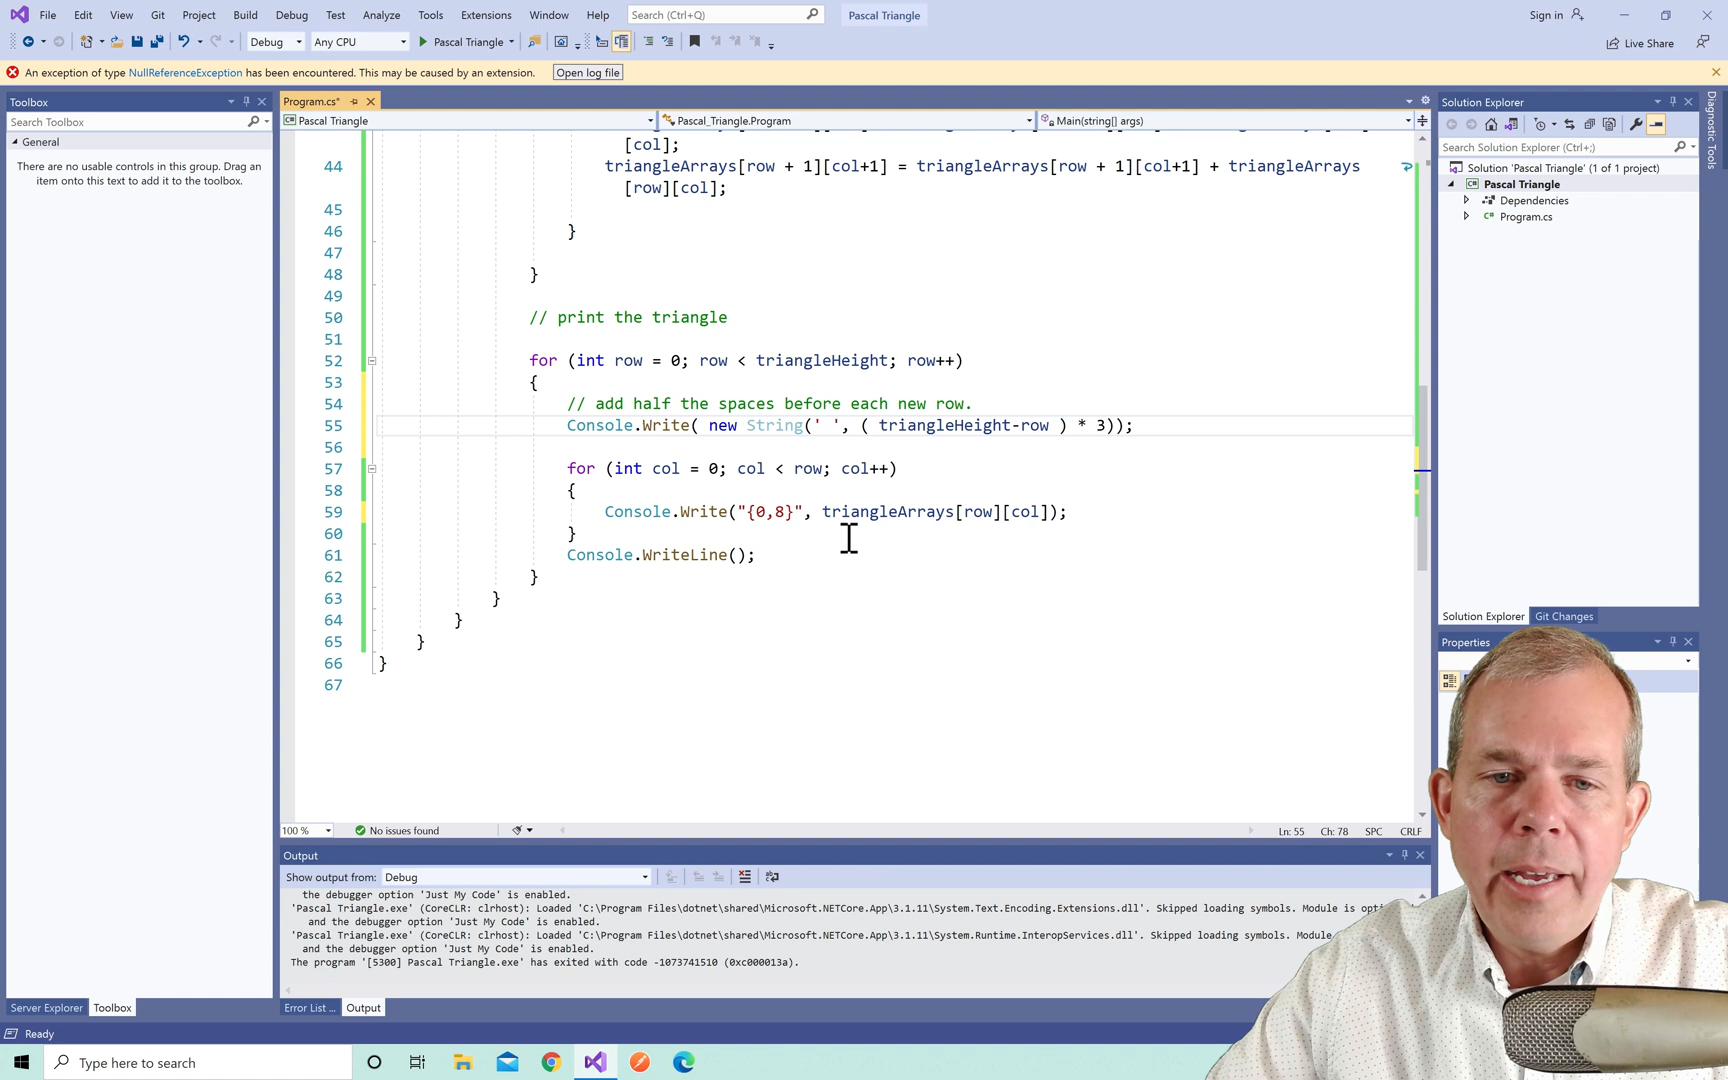 File Edit View Git Project Build Debug Test Analyze Tools Extensions Window Help Search (Ctrl+Q) Pascal Triangle Sign in
Debug Any CPU Pascal Triangle Live Share
An exception of type NullReferenceException has been encountered. This may be caused by an extension. Open log file
Toolbox
Search Toolbox
General
There are no usable controls in this group. Drag an
item onto this text to add it to the toolbox.
Program.cs*
Pascal Triangle Pascal_Triangle.Program Main(string[] args)
[col];
44 triangleArrays[row + 1][col+1] = triangleArrays[row + 1][col+1] + triangleArrays
[row][col];
45
46 }
47
48 }
49
50 // print the triangle
51
52 for (int row = 0; row < triangleHeight; row++)
53 {
54 // add half the spaces before each new row.
55 Console.Write( new String(' ', ( triangleHeight-row ) * 3));
56
57 for (int col = 0; col < row; col++)
58 {
59 Console.Write("{0,8}", triangleArrays[row][col]);
60 }
61 Console.WriteLine();
62 }
63 }
64 }
65 }
66 }
67
100 % No issues found Ln: 55 Ch: 78 SPC CRLF
Output
Show output from: Debug
the debugger option 'Just My Code' is enabled.
'Pascal Triangle.exe' (CoreCLR: clrhost): Loaded 'C:\Program Files\dotnet\shared\Microsoft.NETCore.App\3.1.11\System.Text.Encoding.Extensions.dll'. Skipped loading symbols. Module is opti
and the debugger option 'Just My Code' is enabled.
'Pascal Triangle.exe' (CoreCLR: clrhost): Loaded 'C:\Program Files\dotnet\shared\Microsoft.NETCore.App\3.1.11\System.Runtime.InteropServices.dll'. Skipped loading symbols. Module
and the debugger option 'Just My Code' is enabled.
The program '[5300] Pascal Triangle.exe' has exited with code -1073741510 (0xc000013a).
Server Explorer Toolbox
Error List ... Output
Ready
Type here to search
Solution Explorer
Search Solution Explorer (Ctrl+;)
Solution 'Pascal Triangle' (1 of 1 project)
Pascal Triangle
Dependencies
Program.cs
Solution Explorer Git Changes
Properties
Diagnostic Tools